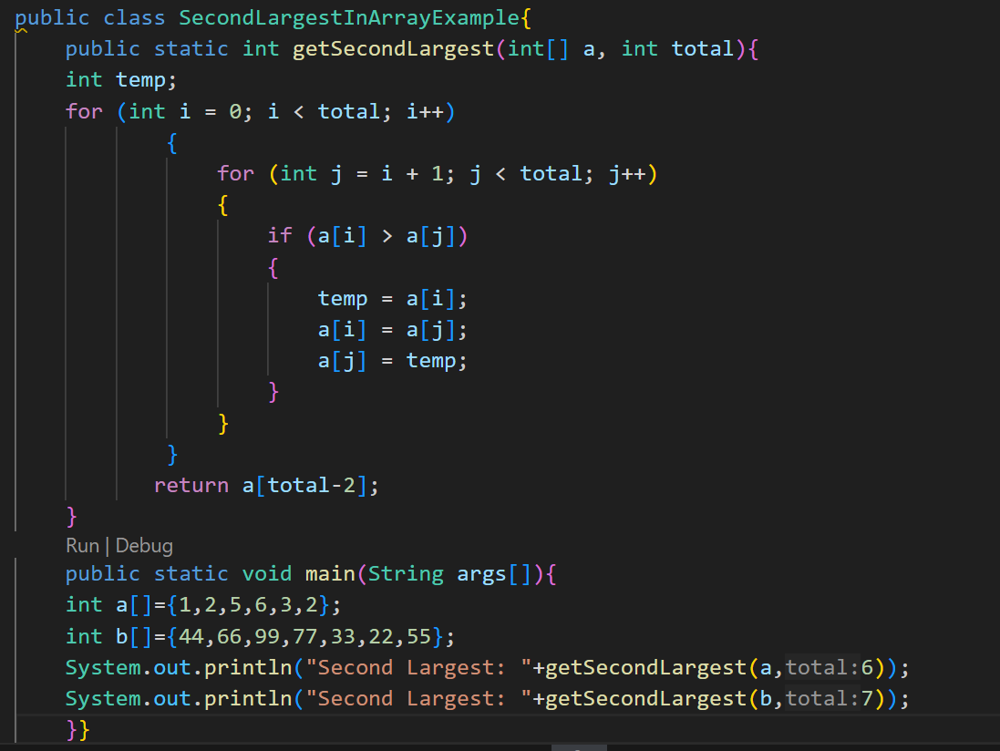 public class SecondLargestInArrayExample{
    public static int getSecondLargest(int[] a, int total){
    int temp;
    for (int i = 0; i < total; i++)
            {
                for (int j = i + 1; j < total; j++)
                {
                    if (a[i] > a[j])
                    {
                        temp = a[i];
                        a[i] = a[j];
                        a[j] = temp;
                    }
                }
            }
           return a[total-2];
    }
    Run | Debug
    public static void main(String args[]){
    int a[]={1,2,5,6,3,2};
    int b[]={44,66,99,77,33,22,55};
    System.out.println("Second Largest: "+getSecondLargest(a,total:6));
    System.out.println("Second Largest: "+getSecondLargest(b,total:7));
    }}